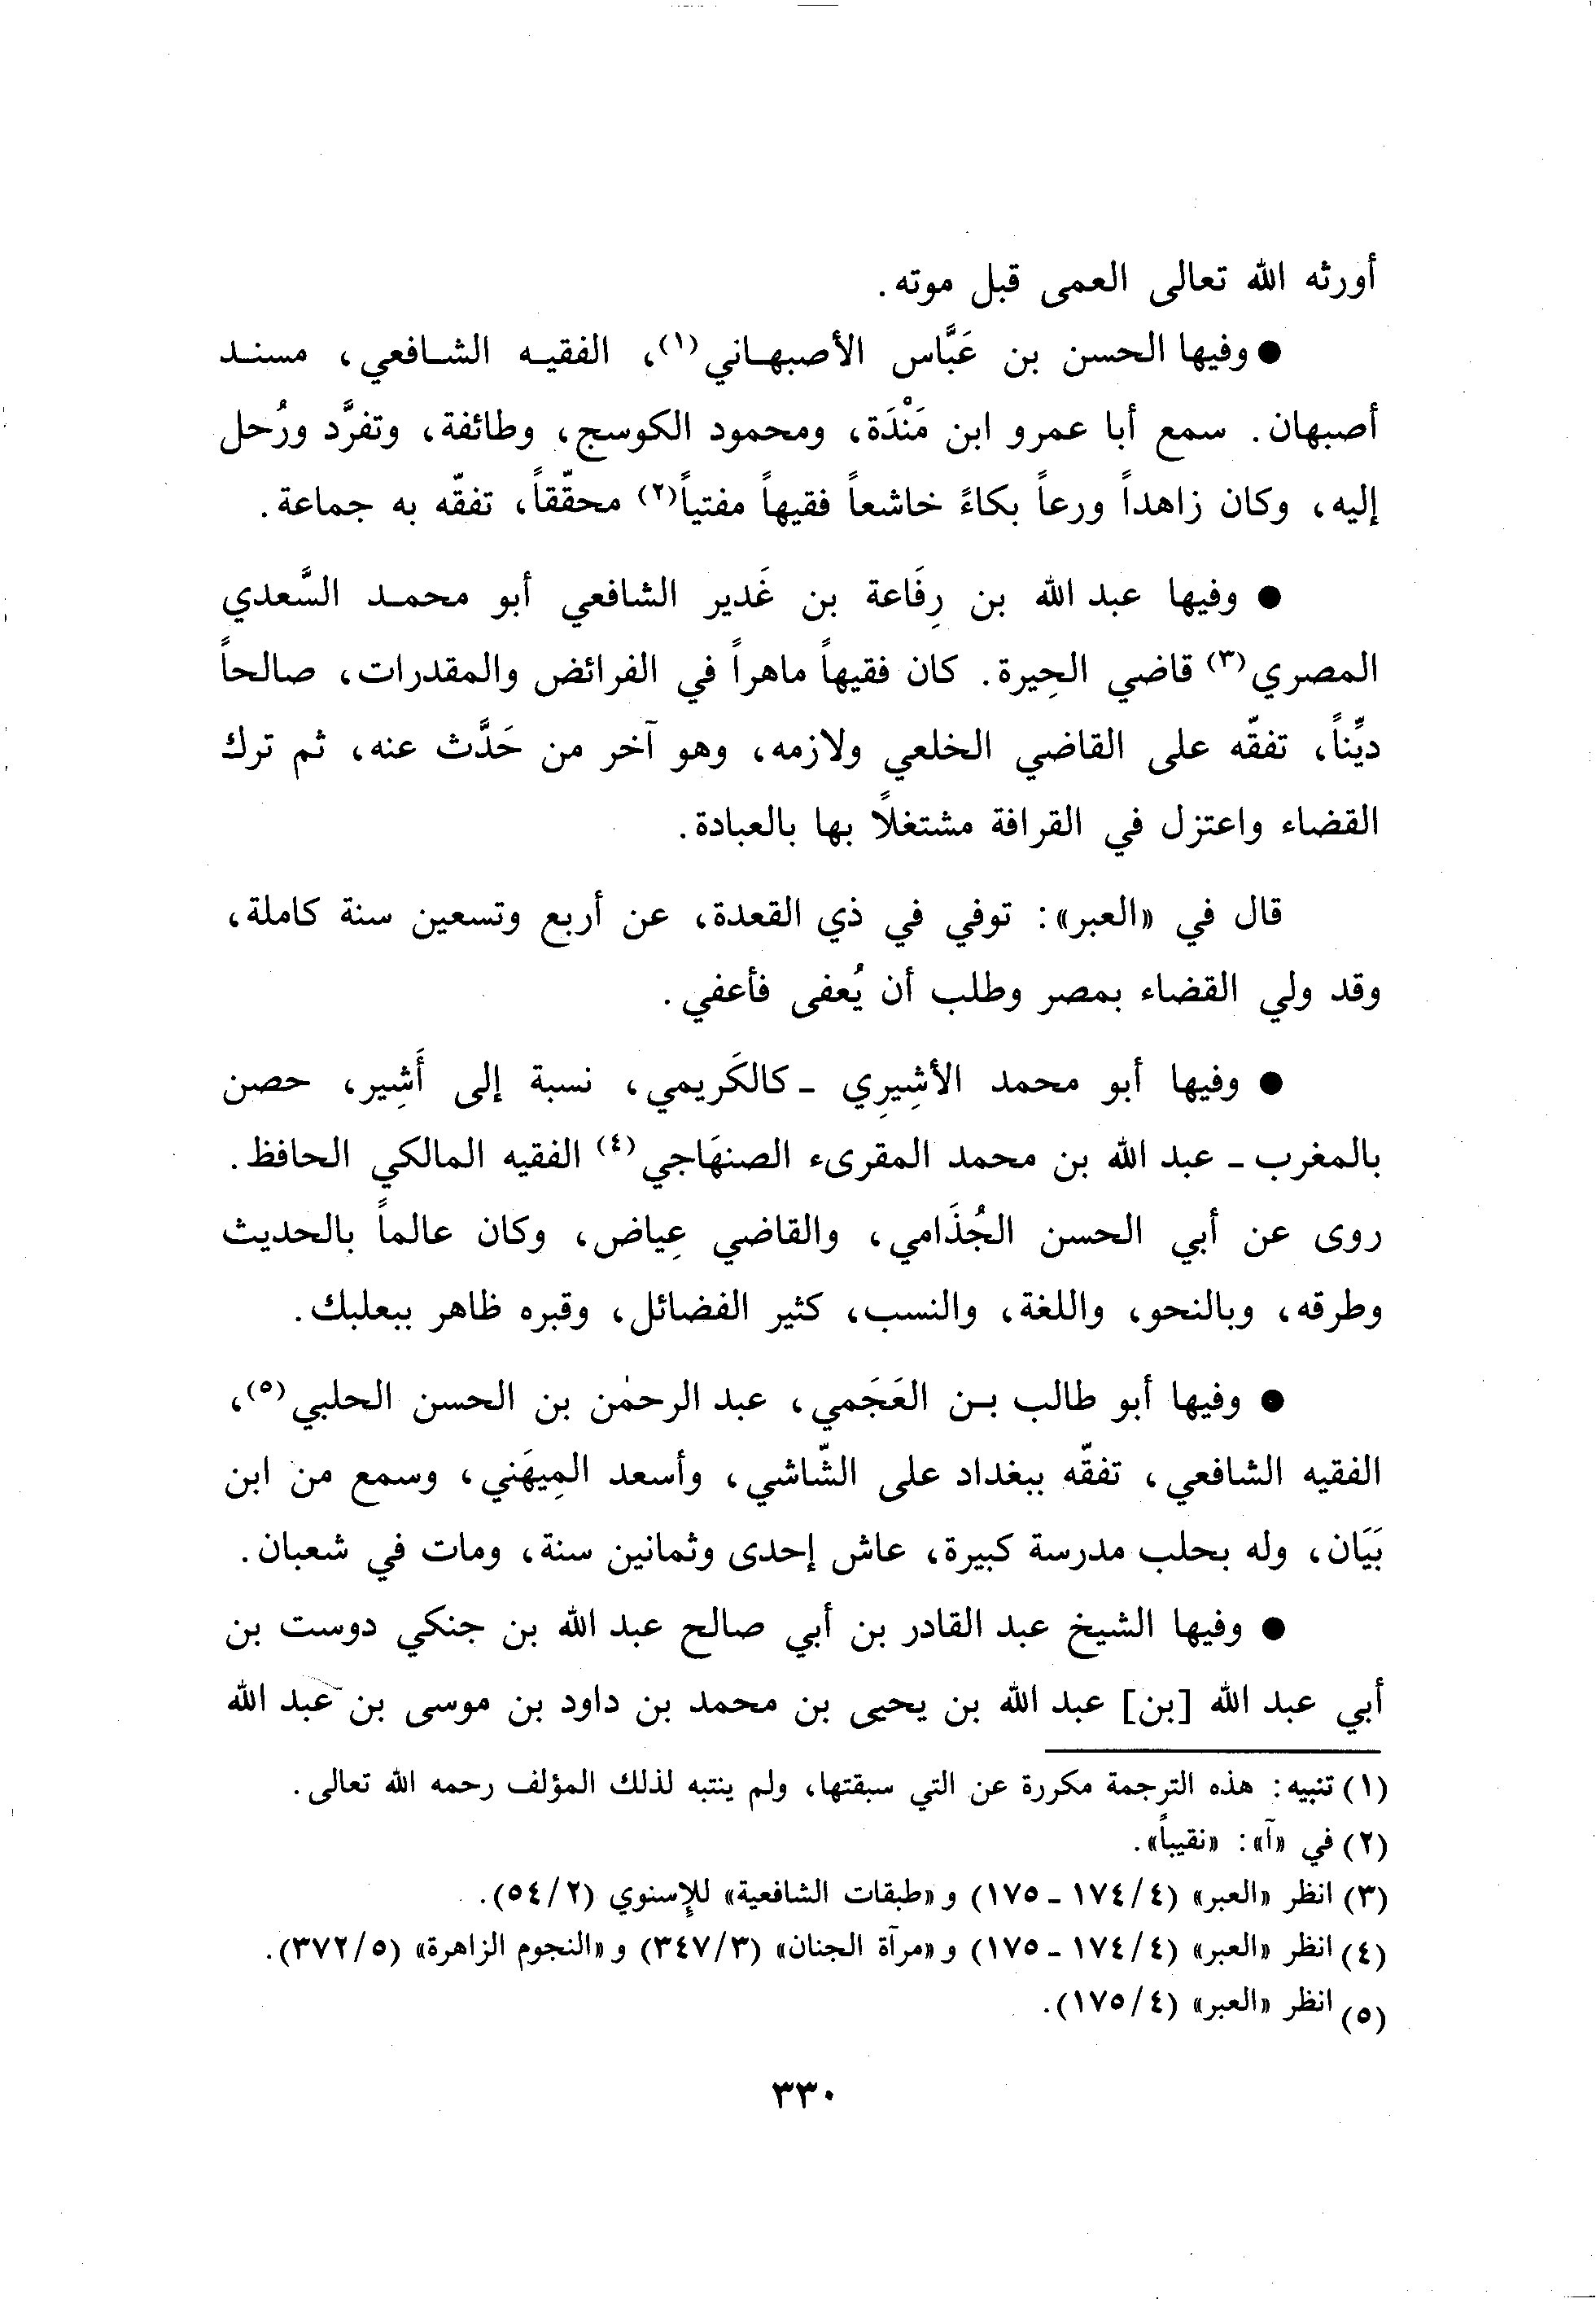 أورثه الله تعالى العمى قبل موته.
● وفيها الحسن بن عَبَّاس الأصبهاني(١)، الفقيه الشافعي، مسند
أصبهان. سمع أبا عمرو ابن مَنْدَة، ومحمود الكوسج، وطائفة، وتفرَّد ورُحل
إليه، وكان زاهداً ورعاً بكاءً خاشعاً فقيهاً مفتياً(٢) محقّقاً، تفقّه به جماعة.
● وفيها عبد الله بن رِفَاعة بن غَدير الشافعي أبو محمد السَّعدي
المصري(٣) قاضي الحِيرة. كان فقيهاً ماهراً في الفرائض والمقدرات، صالحاً
ديِّناً، تفقّه على القاضي الخلعي ولازمه، وهو آخر من حَدَّث عنه، ثم ترك
القضاء واعتزل في القرافة مشتغلاً بها بالعبادة.
قال في «العبر»: توفي في ذي القعدة، عن أربع وتسعين سنة كاملة،
وقد ولي القضاء بمصر وطلب أن يُعفى فأعفي.
● وفيها أبو محمد الأشِيرِي ـ كالكَريمي، نسبة إلى أَشِير، حصن
بالمغرب ـ عبد الله بن محمد المقرىء الصنهَاجي(٤) الفقيه المالكي الحافظ.
روى عن أبي الحسن الجُذَامي، والقاضي عِياض، وكان عالماً بالحديث
وطرقه، وبالنحو، واللغة، والنسب، كثير الفضائل، وقبره ظاهر ببعلبك.
● وفيها أبو طالب بن العَجَمي، عبد الرحمٰن بن الحسن الحلبي(٥)،
الفقيه الشافعي، تفقّه ببغداد على الشّاشي، وأسعد المِيهَني، وسمع من ابن
بَيَان، وله بحلب مدرسة كبيرة، عاش إحدى وثمانين سنة، ومات في شعبان.
● وفيها الشيخ عبد القادر بن أبي صالح عبد الله بن جنكي دوست بن
أبي عبد الله [بن] عبد الله بن يحيى بن محمد بن داود بن موسى بن عبد الله
(١) تنبيه: هذه الترجمة مكررة عن التي سبقتها، ولم ينتبه لذلك المؤلف رحمه الله تعالى.
(٢) في «آ»: «نقيباً».
(٣) انظر «العبر» (٤/ ١٧٤ ـ ١٧٥) و«طبقات الشافعية» للإسنوي (٢/ ٥٤).
(٤) انظر «العبر» (٤/ ١٧٤ ـ ١٧٥) و«مرآة الجنان» (٣/ ٣٤٧) و«النجوم الزاهرة» (٥/ ٣٧٢).
(٥) انظر «العبر» (٤/ ١٧٥).
٣٣٠